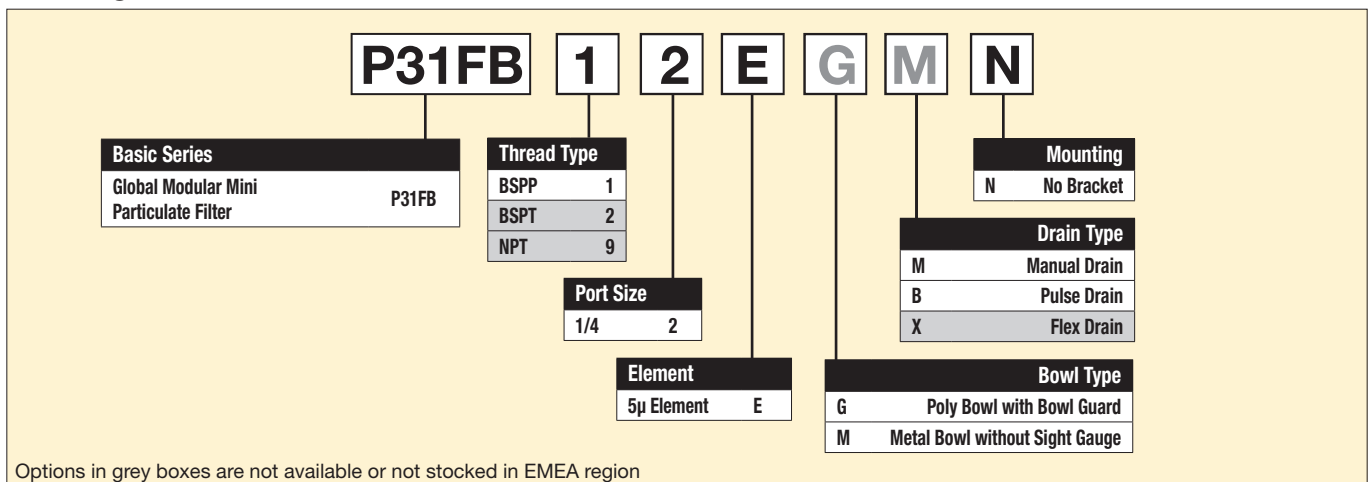 P31FB 1 2 E G M N
Basic Series
Global Modular Mini
Particulate Filter P31FB
Thread Type
BSPP 1
BSPT 2
NPT 9
Port Size
1/4 2
Element
5μ Element E
Mounting
N No Bracket
Drain Type
M Manual Drain
B Pulse Drain
X Flex Drain
Bowl Type
G Poly Bowl with Bowl Guard
M Metal Bowl without Sight Gauge
Options in grey boxes are not available or not stocked in EMEA region